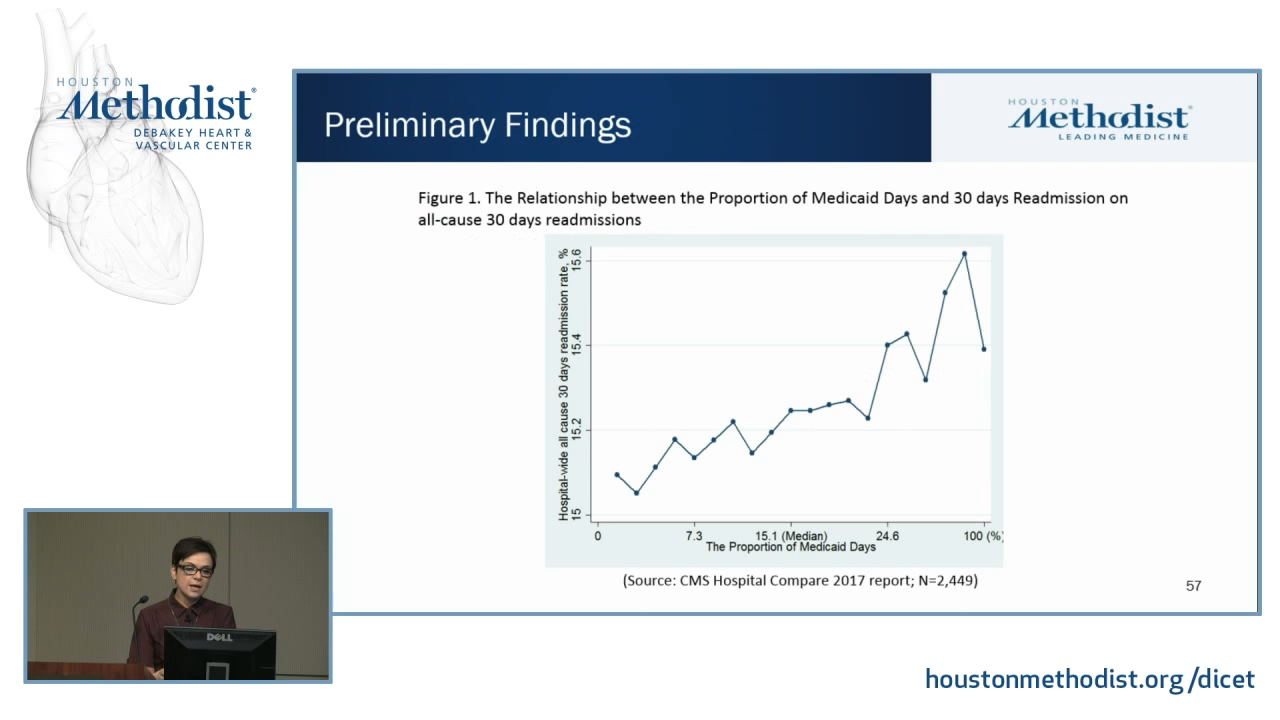 HOUSTON
Methodist®
DEBAKEY HEART &
VASCULAR CENTER
Preliminary Findings
HOUSTON
Methodist®
LEADING MEDICINE
Figure 1. The Relationship between the Proportion of Medicaid Days and 30 days Readmission on
all-cause 30 days readmissions
Hospital-wide all cause 30 days readmission rate, %
15.6
15.4
15.2
15
0 7.3 15.1 (Median) 24.6 100 (%)
The Proportion of Medicaid Days
(Source: CMS Hospital Compare 2017 report; N=2,449)
57
DELL
houstonmethodist.org/dicet